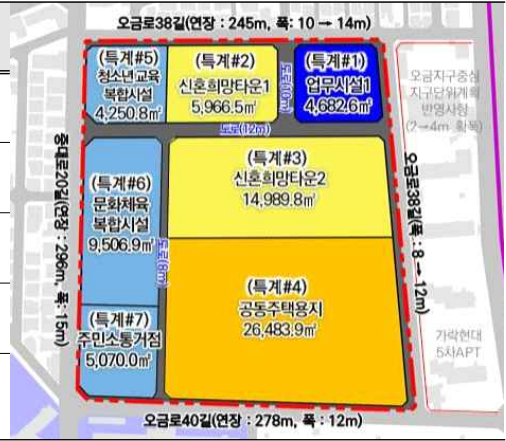 오금로38길(연장 : 245m, 폭: 10 → 14m)
(특계#5)
청소년교육
복합시설
4,250.8㎡
(특계#2)
신혼희망타운1
5,966.5㎡
도로(10m)
(특계#1)
업무시설1
4,682.6㎡
오금지구중심
지구단위계획
반영사항
(2→4m 확폭)
도로(12m)
중대로20길(연장 : 296m, 폭: 15m)
(특계#6)
문화체육
복합시설
9,506.9㎡
도로(8m)
(특계#3)
신혼희망타운2
14,989.8㎡
오금로38길(폭 : 8 → 12m)
(특계#4)
공동주택용지
26,483.9㎡
(특계#7)
주민소통거점
5,070.0㎡
가락현대
5차APT
오금로40길(연장 : 278m, 폭 : 12m)